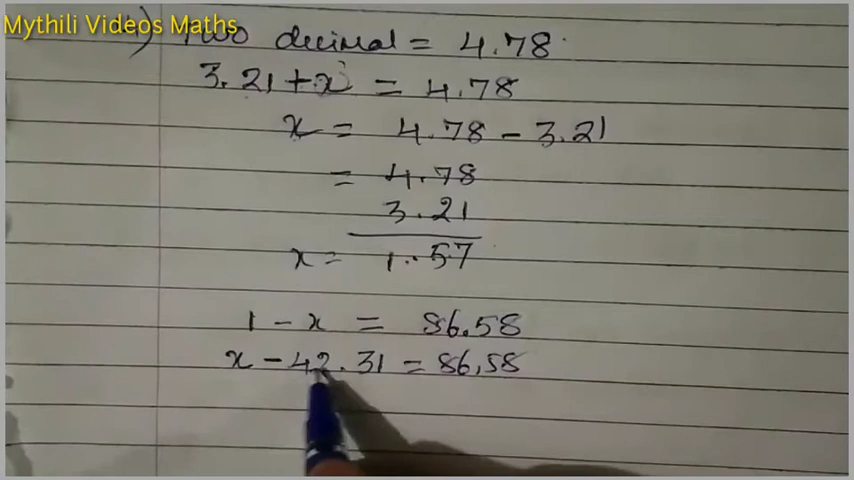 Mythili Videos Maths
) Two decimal = 4.78
3.21 + x = 4.78
x = 4.78 - 3.21
= 4.78
3.21
x = 1.57
1 - x = 86.58
x - 42.31 = 86.58